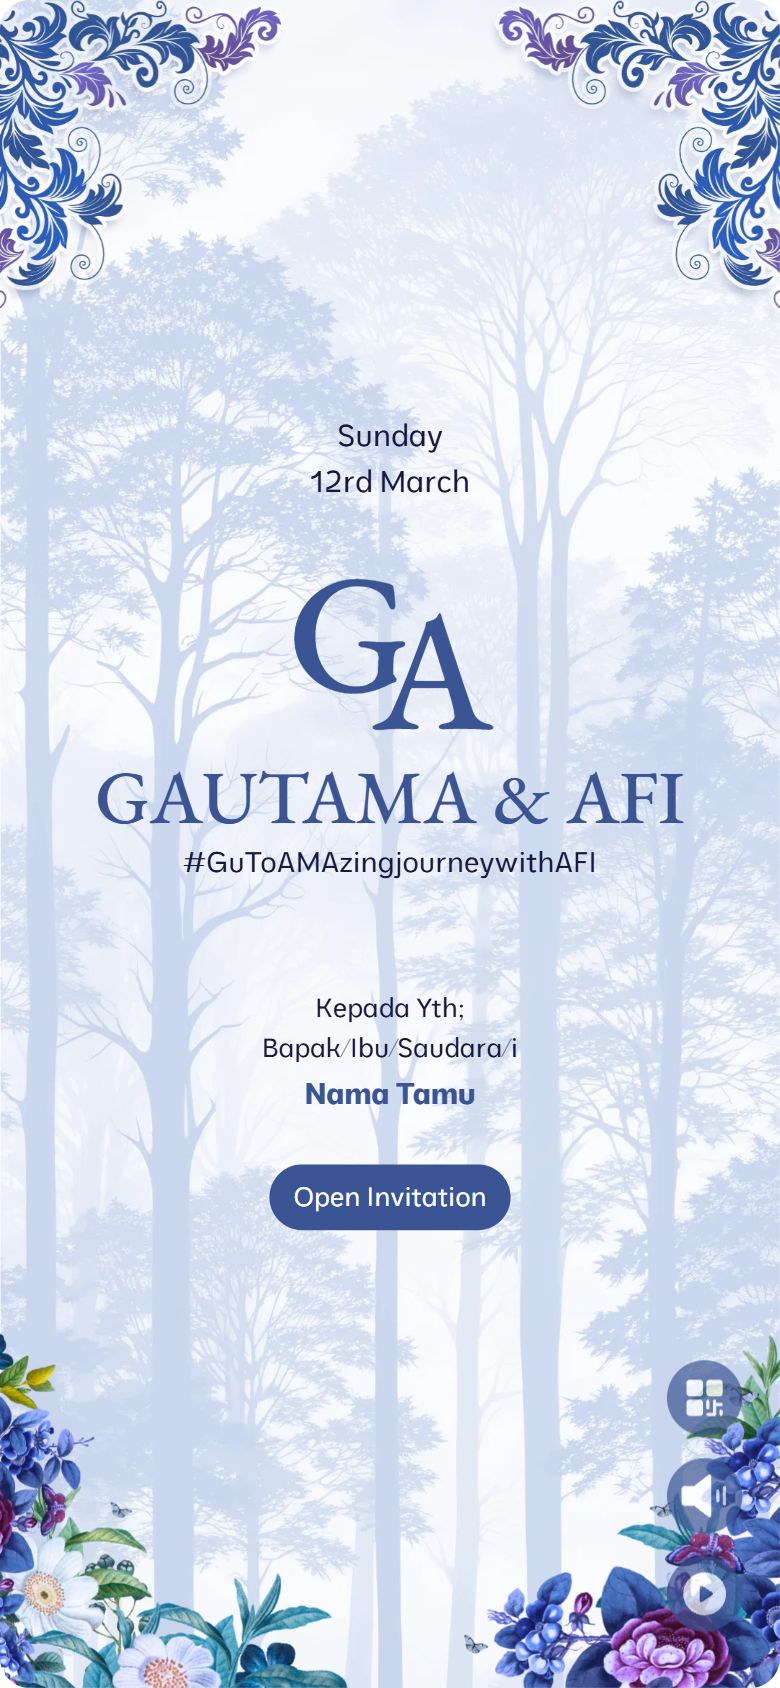 Sunday
12rd March
GA
GAUTAMA & AFI
#GuToAMAzingjourneywithAFI
Kepada Yth;
Bapak/Ibu/Saudara/i
Nama Tamu
Open Invitation